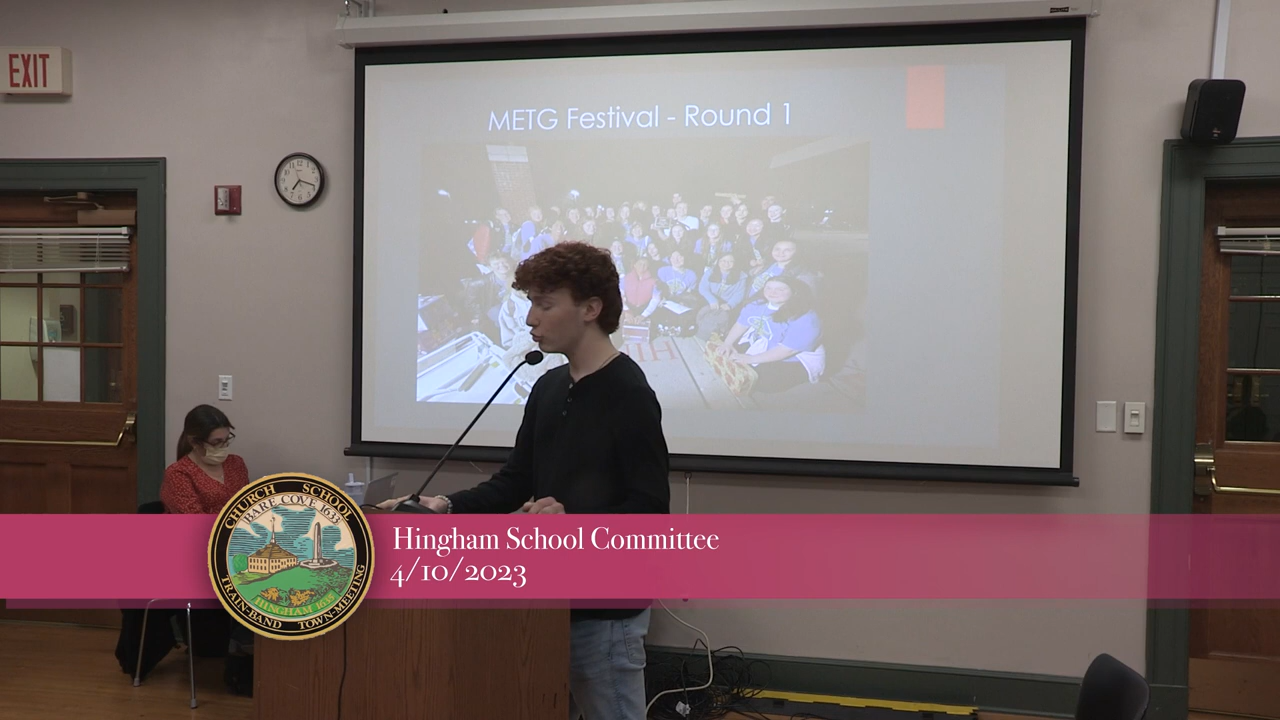 EXIT
METG Festival - Round 1
CHURCH SCHOOL
BARE COVE 1633
HINGHAM 1635
TRAIN-BAND TOWN-MEETING
Hingham School Committee
4/10/2023